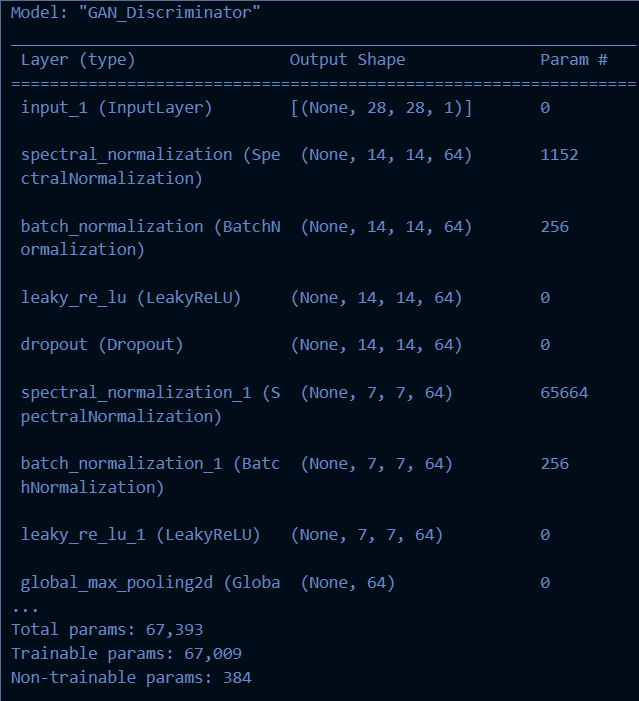 Model: "GAN_Discriminator"
_________________________________________________________________
Layer (type) Output Shape Param #
=================================================================
input_1 (InputLayer) [(None, 28, 28, 1)] 0
spectral_normalization (Spe (None, 14, 14, 64) 1152
ctralNormalization)
batch_normalization (BatchN (None, 14, 14, 64) 256
ormalization)
leaky_re_lu (LeakyReLU) (None, 14, 14, 64) 0
dropout (Dropout) (None, 14, 14, 64) 0
spectral_normalization_1 (S (None, 7, 7, 64) 65664
pectralNormalization)
batch_normalization_1 (Batc (None, 7, 7, 64) 256
hNormalization)
leaky_re_lu_1 (LeakyReLU) (None, 7, 7, 64) 0
global_max_pooling2d (Globa (None, 64) 0
...
Total params: 67,393
Trainable params: 67,009
Non-trainable params: 384